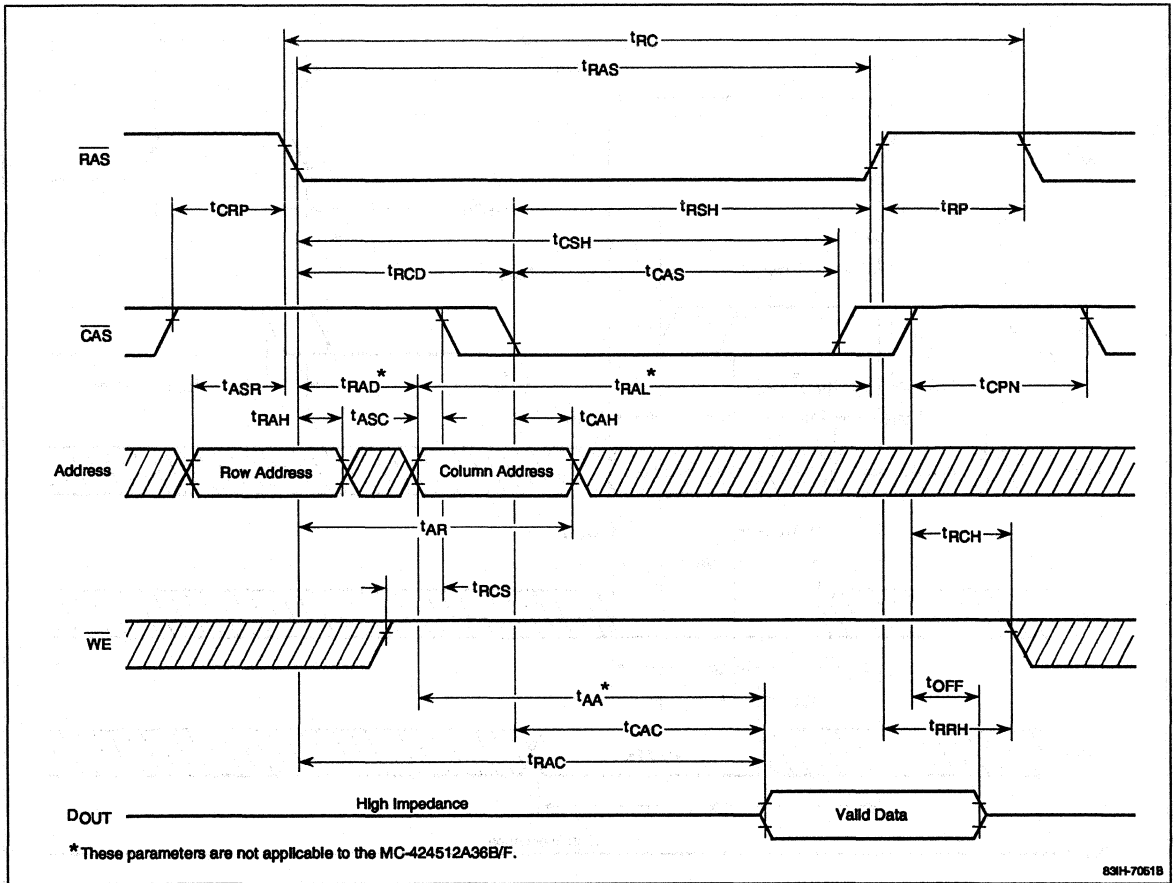 tRC
tRAS
RAS
tCRP tRSH tRP
tCSH
tRCD tCAS
CAS
tASR tRAD* tRAL* tCPN
tRAH tASC tCAH
Address Row Address Column Address
tAR
tRCH
tRCS
WE
tAA* tOFF
tCAC tRRH
tRAC
High Impedance
DOUT Valid Data
* These parameters are not applicable to the MC-424512A36B/F.
83IH-7051B